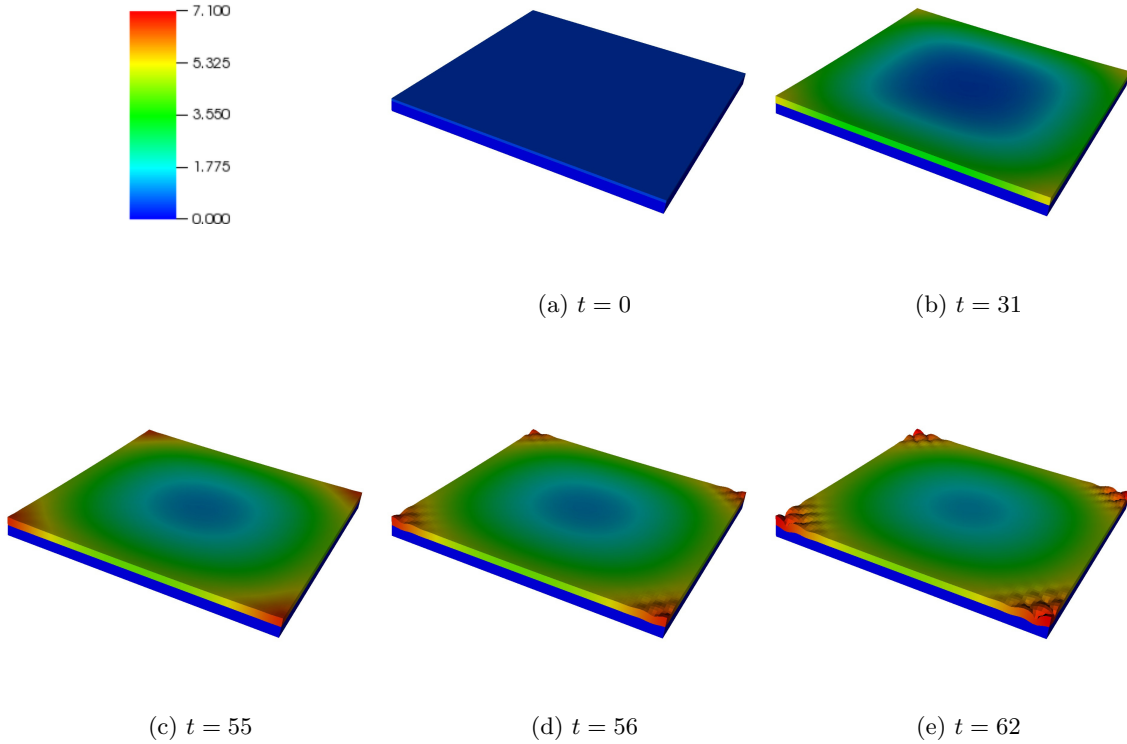 7.100
5.325
3.550
1.775
0.000
(a) t = 0
(b) t = 31
(c) t = 55
(d) t = 56
(e) t = 62